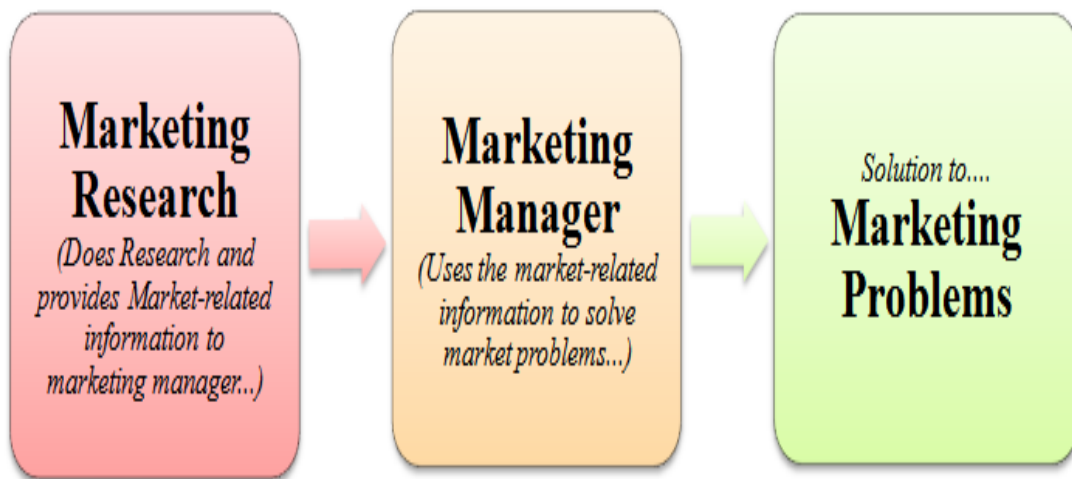 Marketing
Research
(Does Research and
provides Market-related
information to
marketing manager...)
Marketing
Manager
(Uses the market-related
information to solve
market problems...)
Solution to....
Marketing
Problems